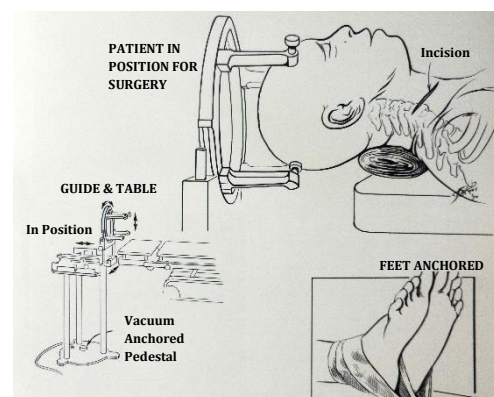 PATIENT IN
POSITION FOR
SURGERY
Incision
GUIDE & TABLE
In Position
FEET ANCHORED
Vacuum
Anchored
Pedestal